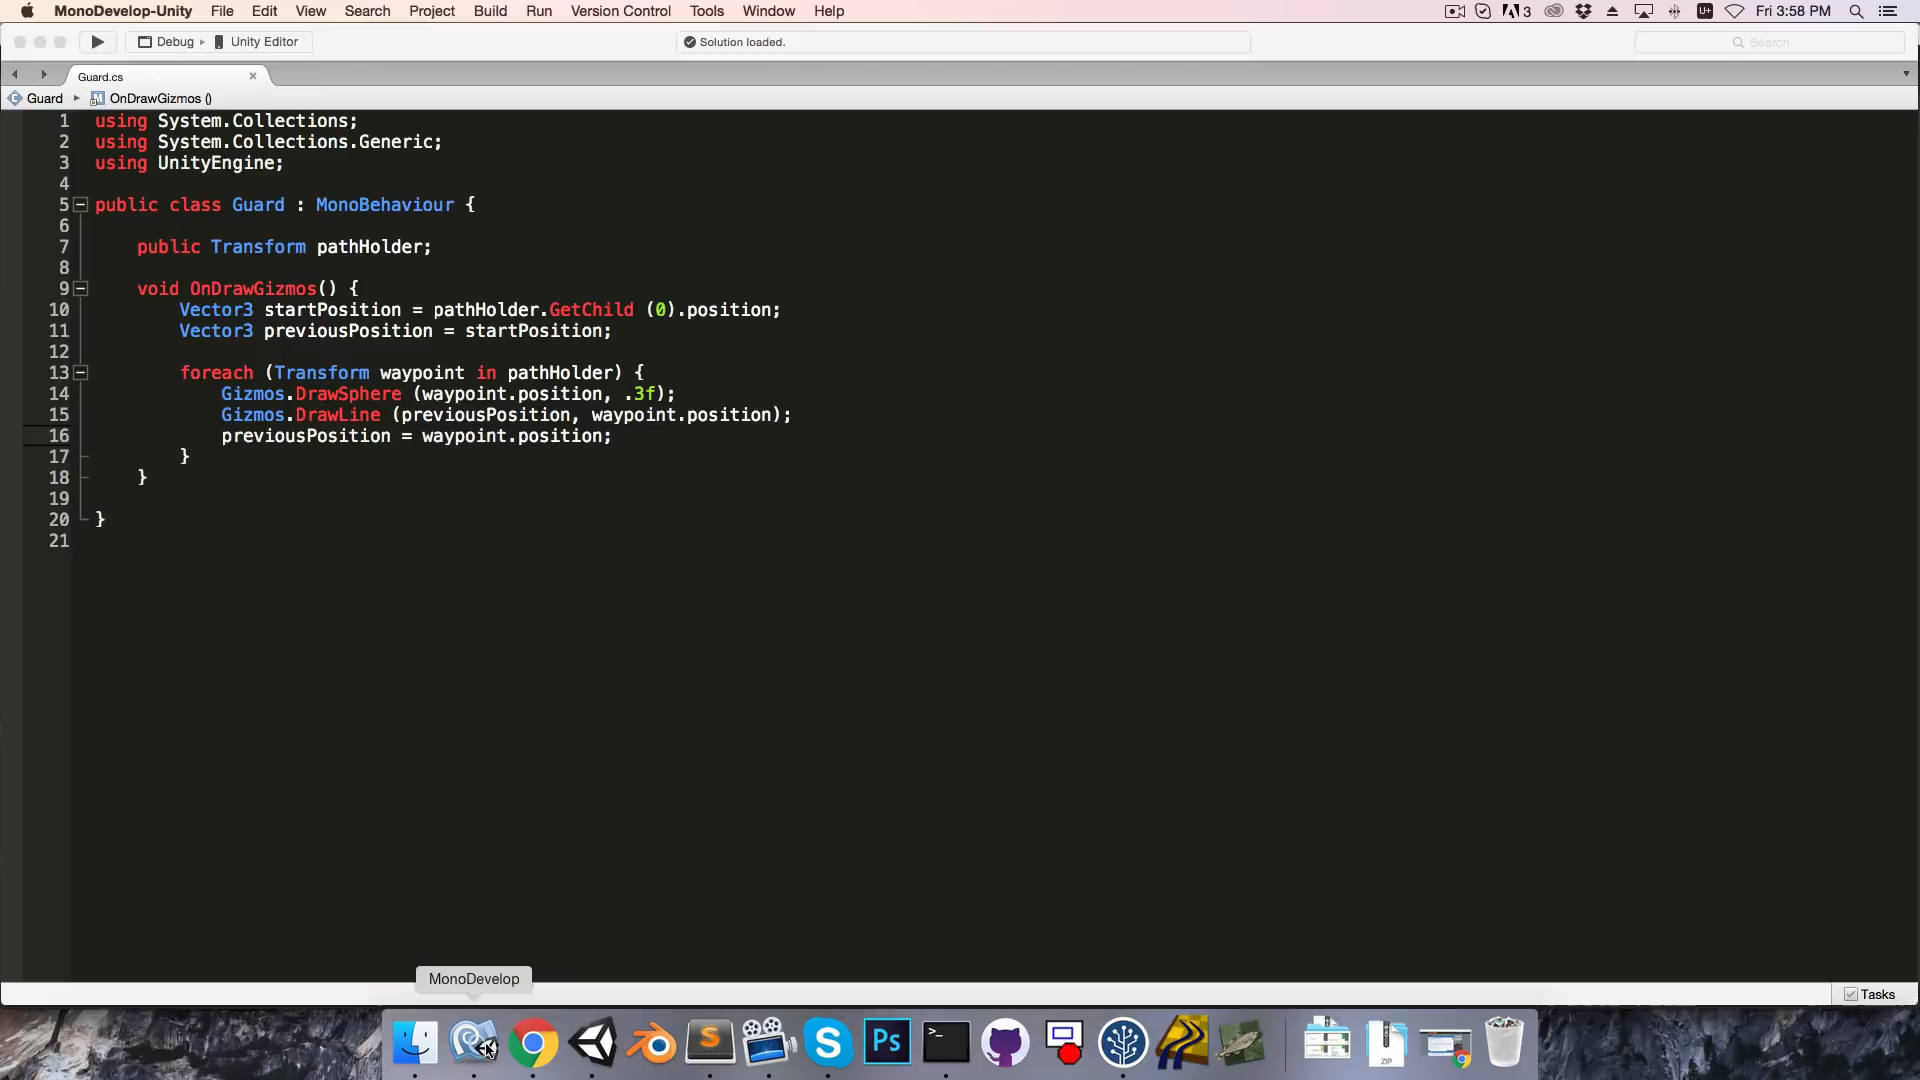 MonoDevelop-Unity File Edit View Search Project Build Run Version Control Tools Window Help 3 U+ Fri 3:58 PM
Debug Unity Editor Solution loaded. Search
Guard.cs
Guard OnDrawGizmos ()
1 using System.Collections;
2 using System.Collections.Generic;
3 using UnityEngine;
4
5 public class Guard : MonoBehaviour {
6
7 public Transform pathHolder;
8
9 void OnDrawGizmos() {
10 Vector3 startPosition = pathHolder.GetChild (0).position;
11 Vector3 previousPosition = startPosition;
12
13 foreach (Transform waypoint in pathHolder) {
14 Gizmos.DrawSphere (waypoint.position, .3f);
15 Gizmos.DrawLine (previousPosition, waypoint.position);
16 previousPosition = waypoint.position;
17 }
18 }
19
20 }
21
MonoDevelop
Tasks
S S Ps >_ ZIP